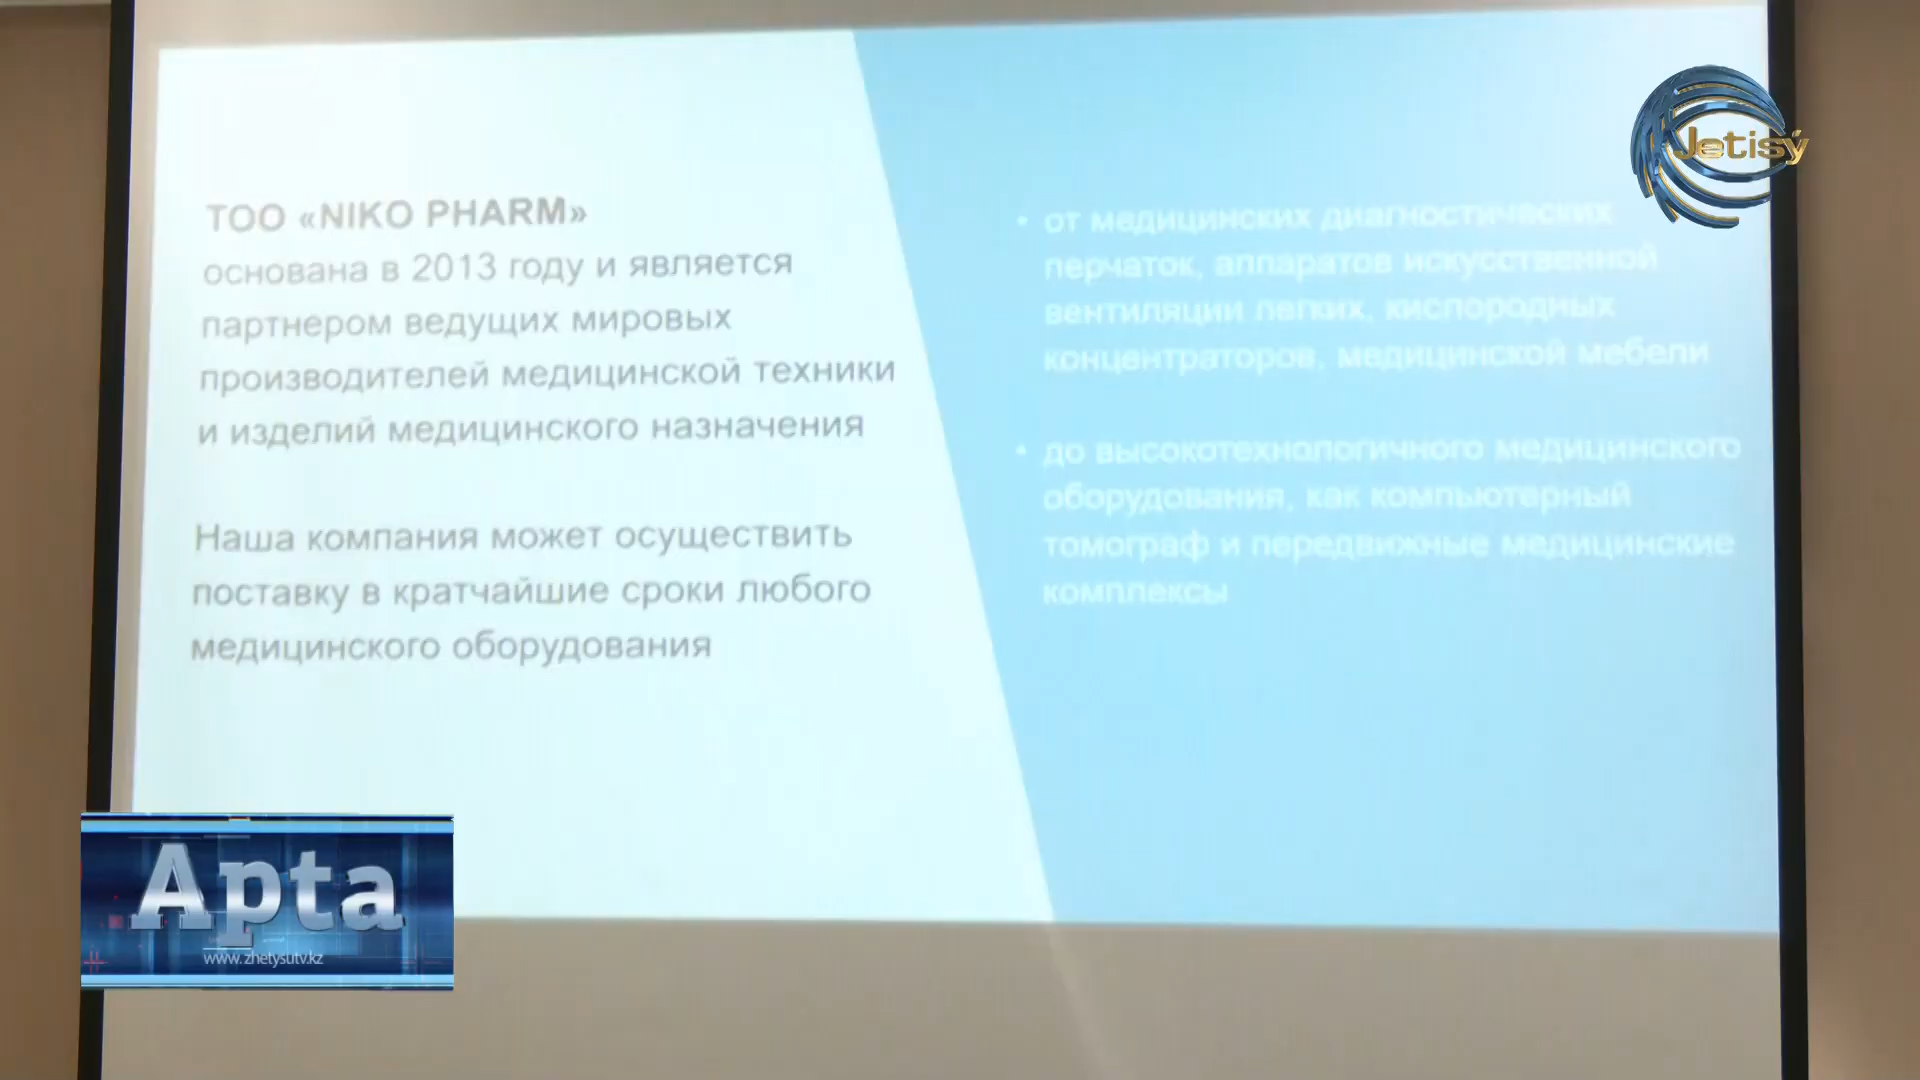 ТОО «NIKO PHARM»
основана в 2013 году и является
партнером ведущих мировых
производителей медицинской техники
и изделий медицинского назначения
Наша компания может осуществить
поставку в кратчайшие сроки любого
медицинского оборудования
• от медицинских диагностических
перчаток, аппаратов искусственной
вентиляции легких, кислородных
концентраторов, медицинской мебели
• до высокотехнологичного медицинского
оборудования, как компьютерный
томограф и передвижные медицинские
комплексы
Jetisý
Apta
www.zhetysutv.kz